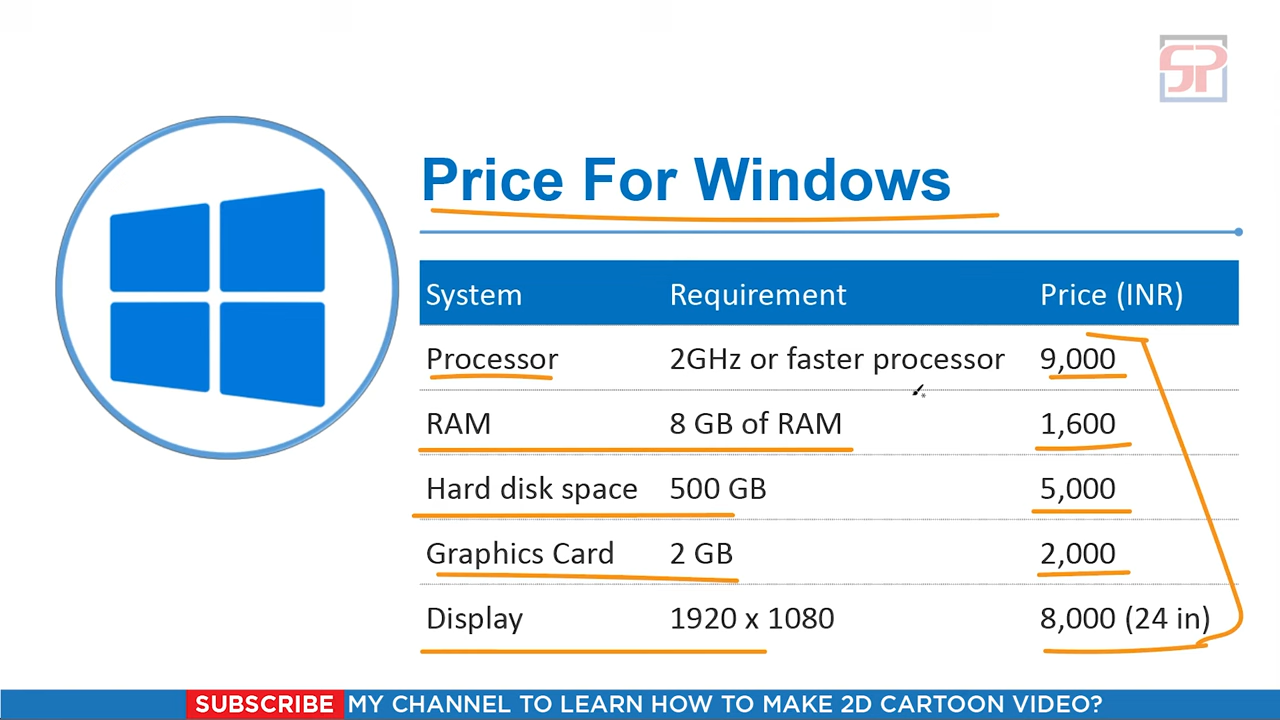 SP
Price For Windows
System Requirement Price (INR)
Processor 2GHz or faster processor 9,000
RAM 8 GB of RAM 1,600
Hard disk space 500 GB 5,000
Graphics Card 2 GB 2,000
Display 1920 x 1080 8,000 (24 in)
SUBSCRIBE MY CHANNEL TO LEARN HOW TO MAKE 2D CARTOON VIDEO?